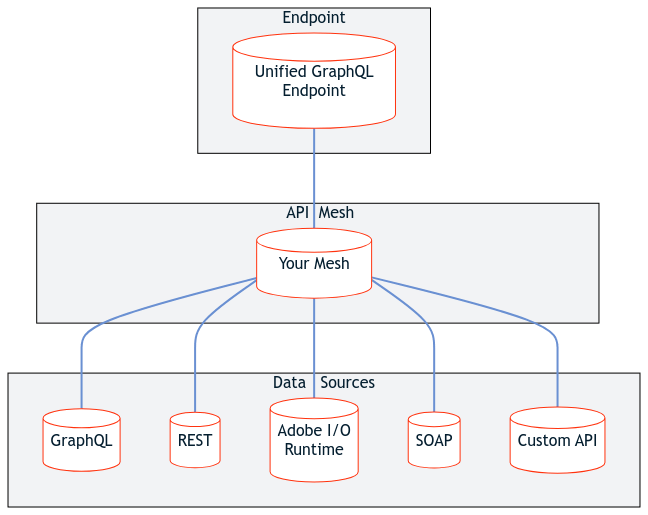 Endpoint
Unified GraphQL
Endpoint
API Mesh
Your Mesh
Data Sources
GraphQL
REST
Adobe I/O
Runtime
SOAP
Custom API